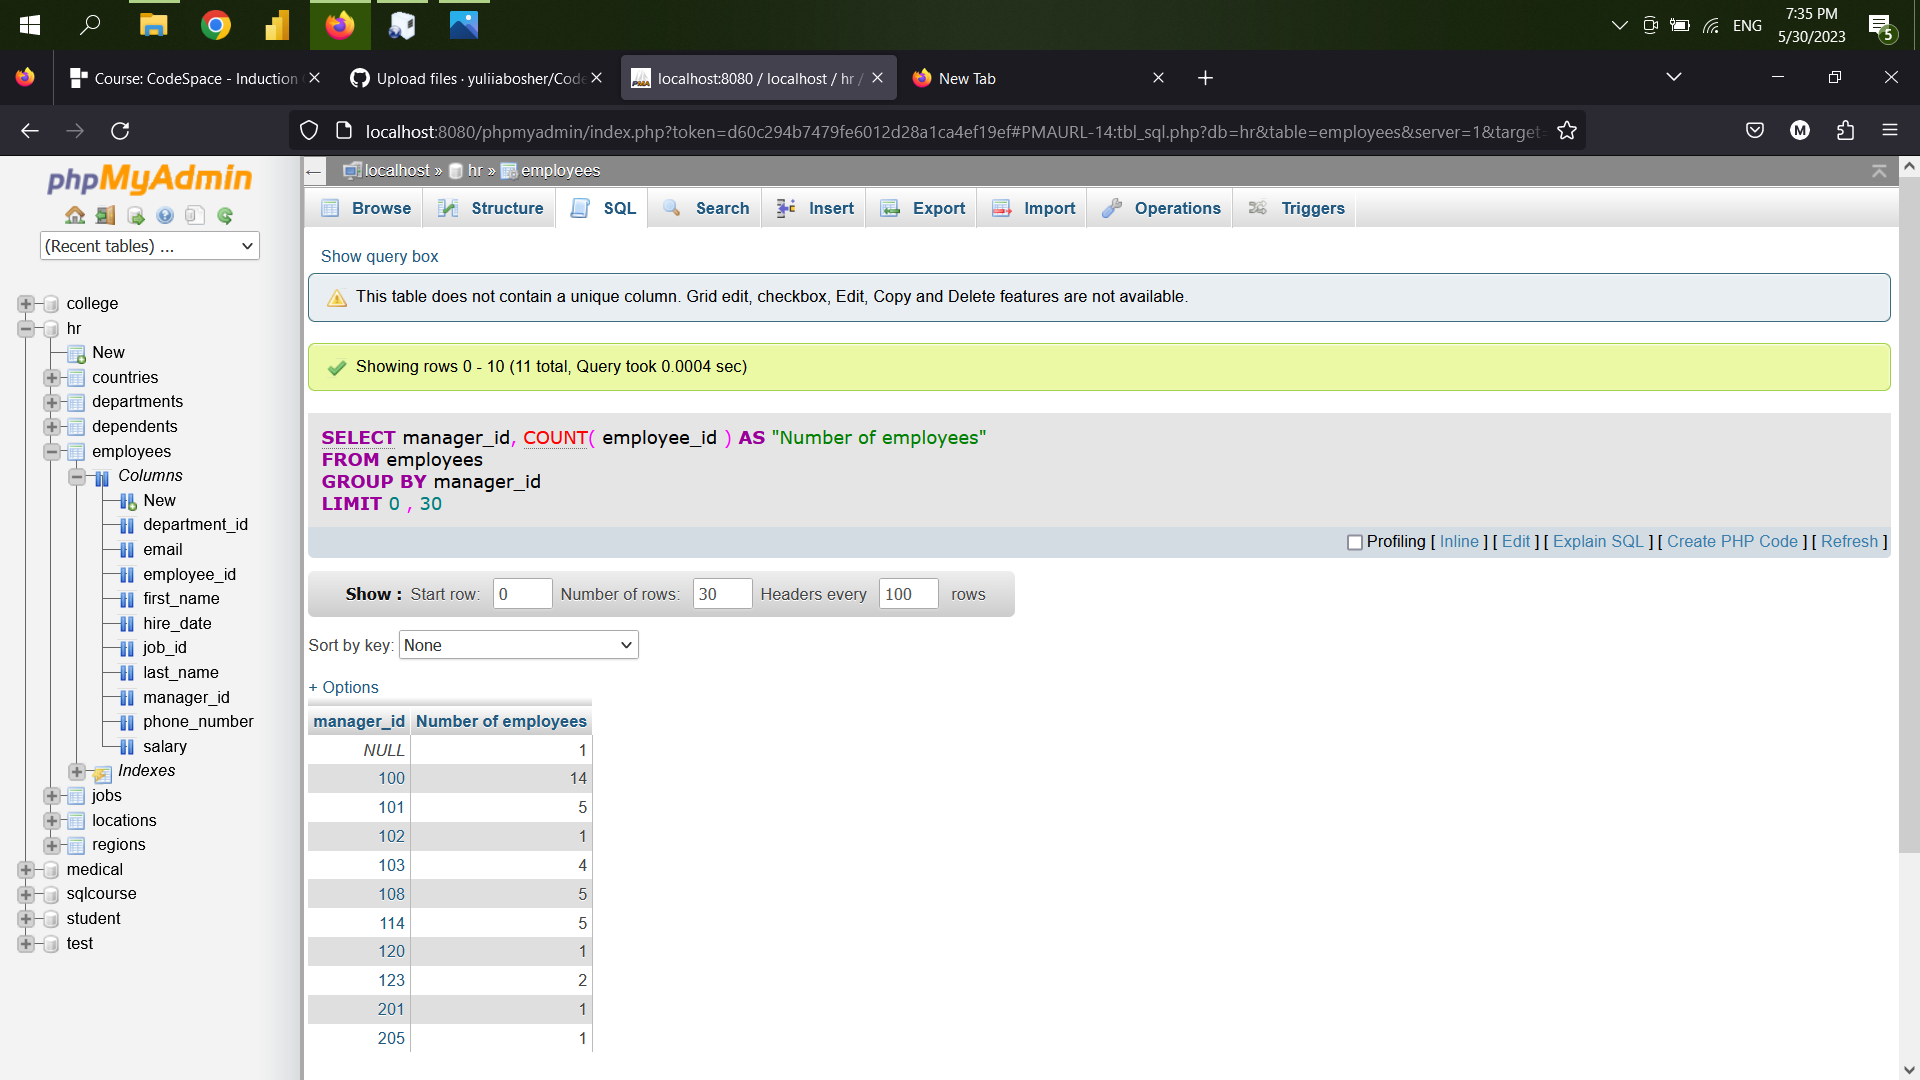 ENG
7:35 PM
5/30/2023
5
Course: CodeSpace - Induction
Upload files · yuliiabosher/Code
localhost:8080 / localhost / hr /
New Tab
localhost:8080/phpmyadmin/index.php?token=d60c294b7479fe6012d28a1ca4ef19ef#PMAURL-14:tbl_sql.php?db=hr&table=employees&server=1&target=
M
phpMyAdmin
(Recent tables) ...
college
hr
New
countries
departments
dependents
employees
Columns
New
department_id
email
employee_id
first_name
hire_date
job_id
last_name
manager_id
phone_number
salary
Indexes
jobs
locations
regions
medical
sqlcourse
student
test
localhost » hr » employees
Browse Structure SQL Search Insert Export Import Operations Triggers
Show query box
This table does not contain a unique column. Grid edit, checkbox, Edit, Copy and Delete features are not available.
Showing rows 0 - 10 (11 total, Query took 0.0004 sec)
SELECT manager_id, COUNT( employee_id ) AS "Number of employees"
FROM employees
GROUP BY manager_id
LIMIT 0 , 30
Profiling [ Inline ] [ Edit ] [ Explain SQL ] [ Create PHP Code ] [ Refresh ]
Show : Start row: 0 Number of rows: 30 Headers every 100 rows
Sort by key: None
+ Options
manager_id Number of employees
NULL 1
100 14
101 5
102 1
103 4
108 5
114 5
120 1
123 2
201 1
205 1